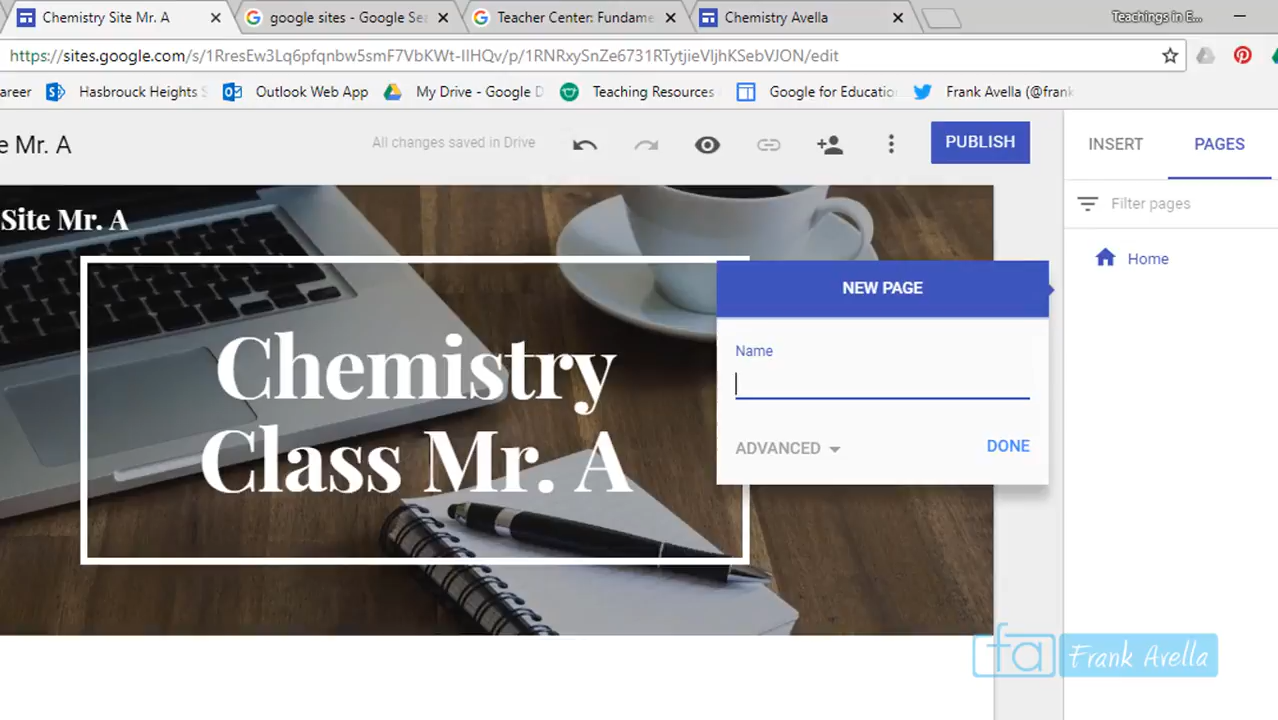 Chemistry Site Mr. A
google sites - Google Se
Teacher Center: Fundame
Chemistry Avella
Teachings in E...
https://sites.google.com/s/1RresEw3Lq6pfqnbw5smF7VbKWt-IIHQv/p/1RNRxySnZe6731RTytjieVljhKSebVJON/edit
areer
Hasbrouck Heights S
Outlook Web App
My Drive - Google D
Teaching Resources
Google for Educatio
Frank Avella (@frank
e Mr. A
All changes saved in Drive
PUBLISH
INSERT
PAGES
Site Mr. A
Filter pages
Home
NEW PAGE
Name
ADVANCED
DONE
Chemistry
Class Mr. A
fa Frank Avella